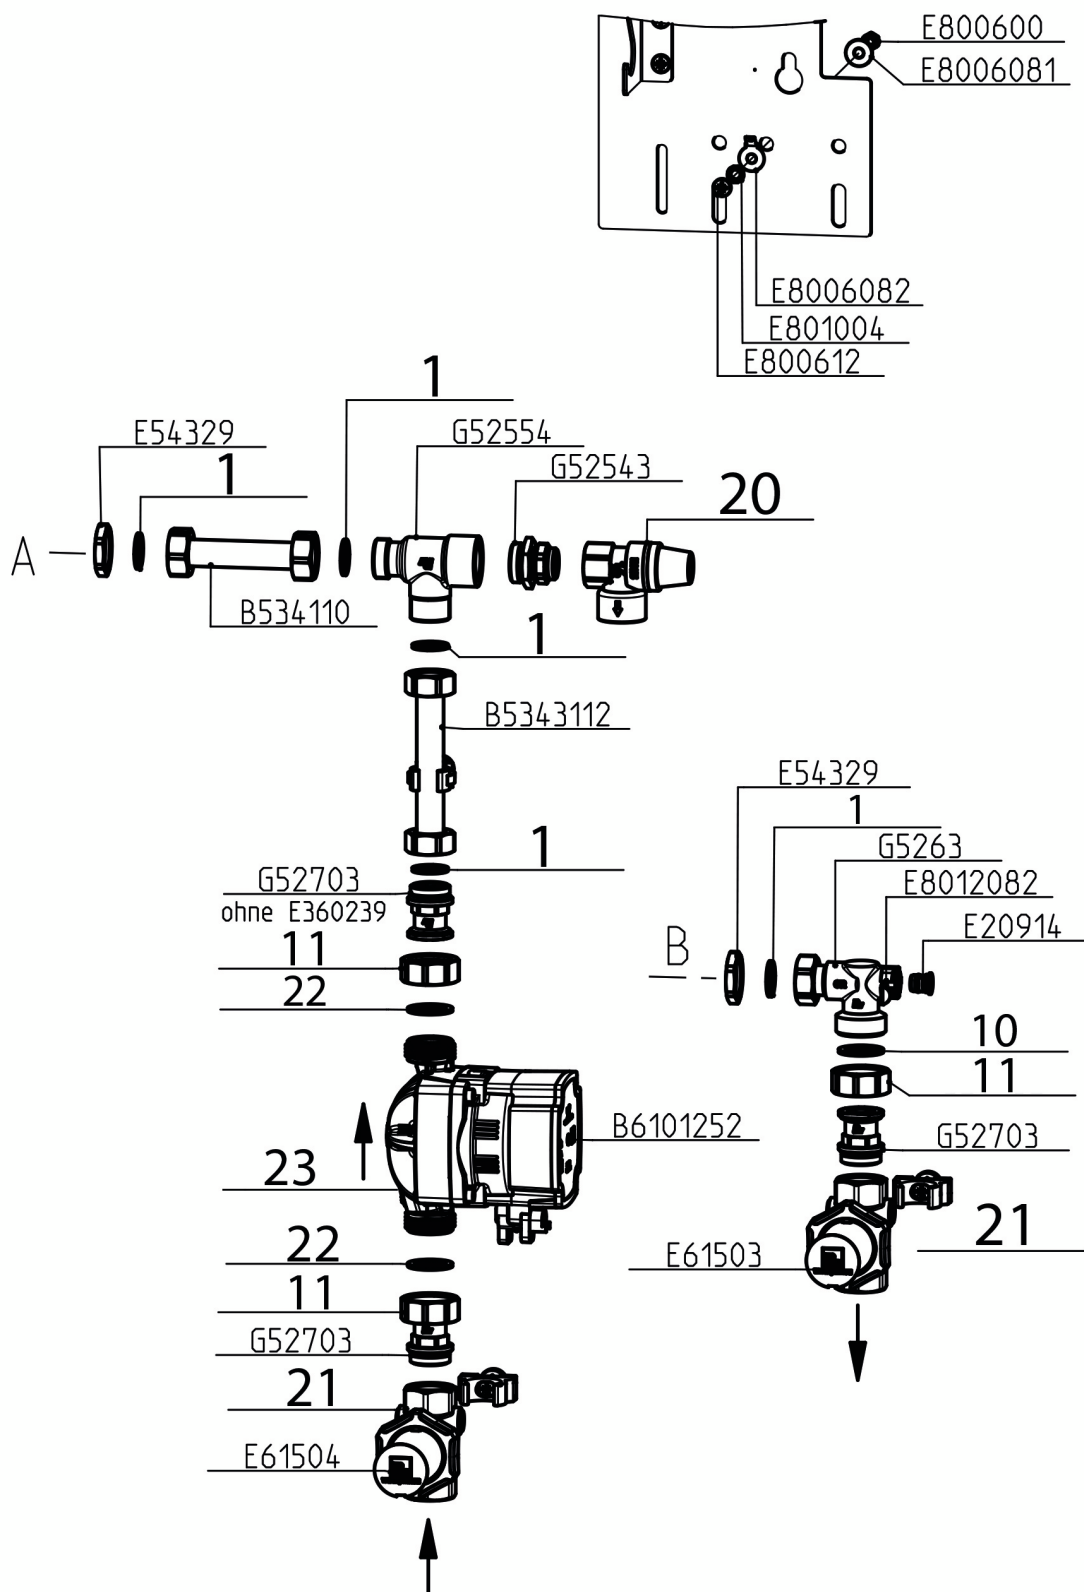 E800600
E8006081
E8006082
E801004
E800612
1
E54329
G52554
1
G52543
20
A
B534110
1
B5343112
E54329
1
1
G5263
G52703
E8012082
ohne E360239
E20914
B
11
22
10
11
B6101252
G52703
23
21
22
E61503
11
G52703
21
E61504